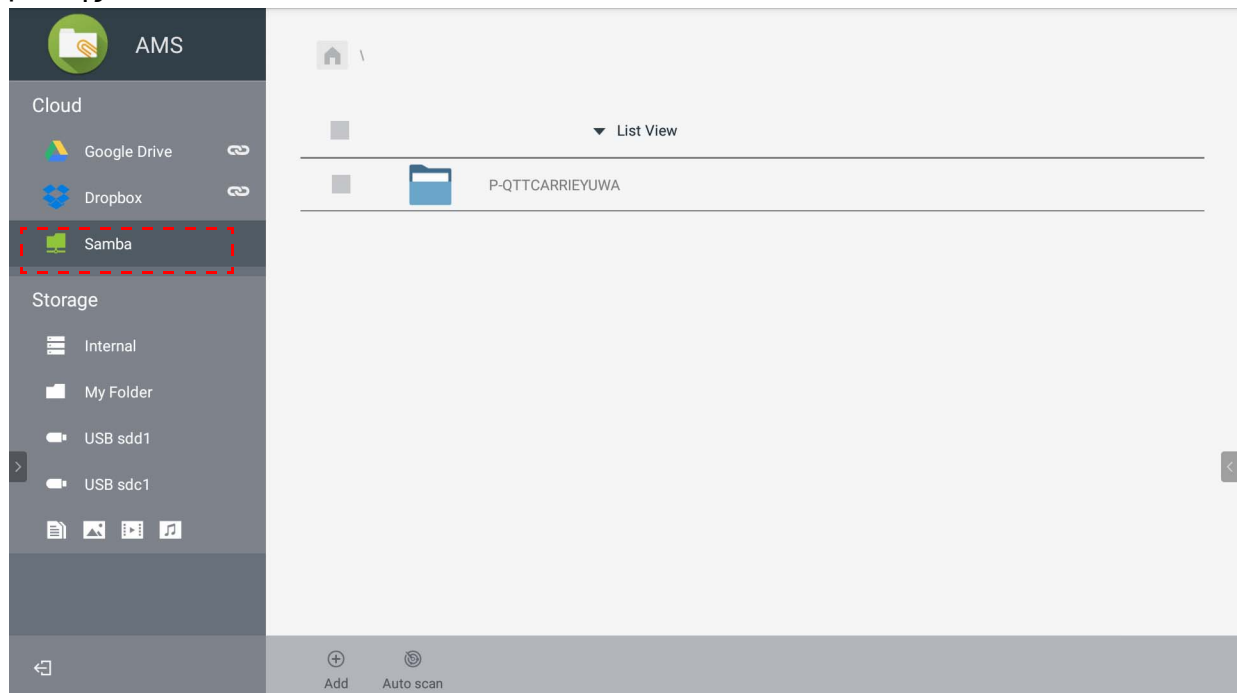 AMS
Cloud
Google Drive
Dropbox
Samba
Storage
Internal
My Folder
USB sdd1
USB sdc1
\
List View
P-QTTCARRIEYUWA
Add
Auto scan